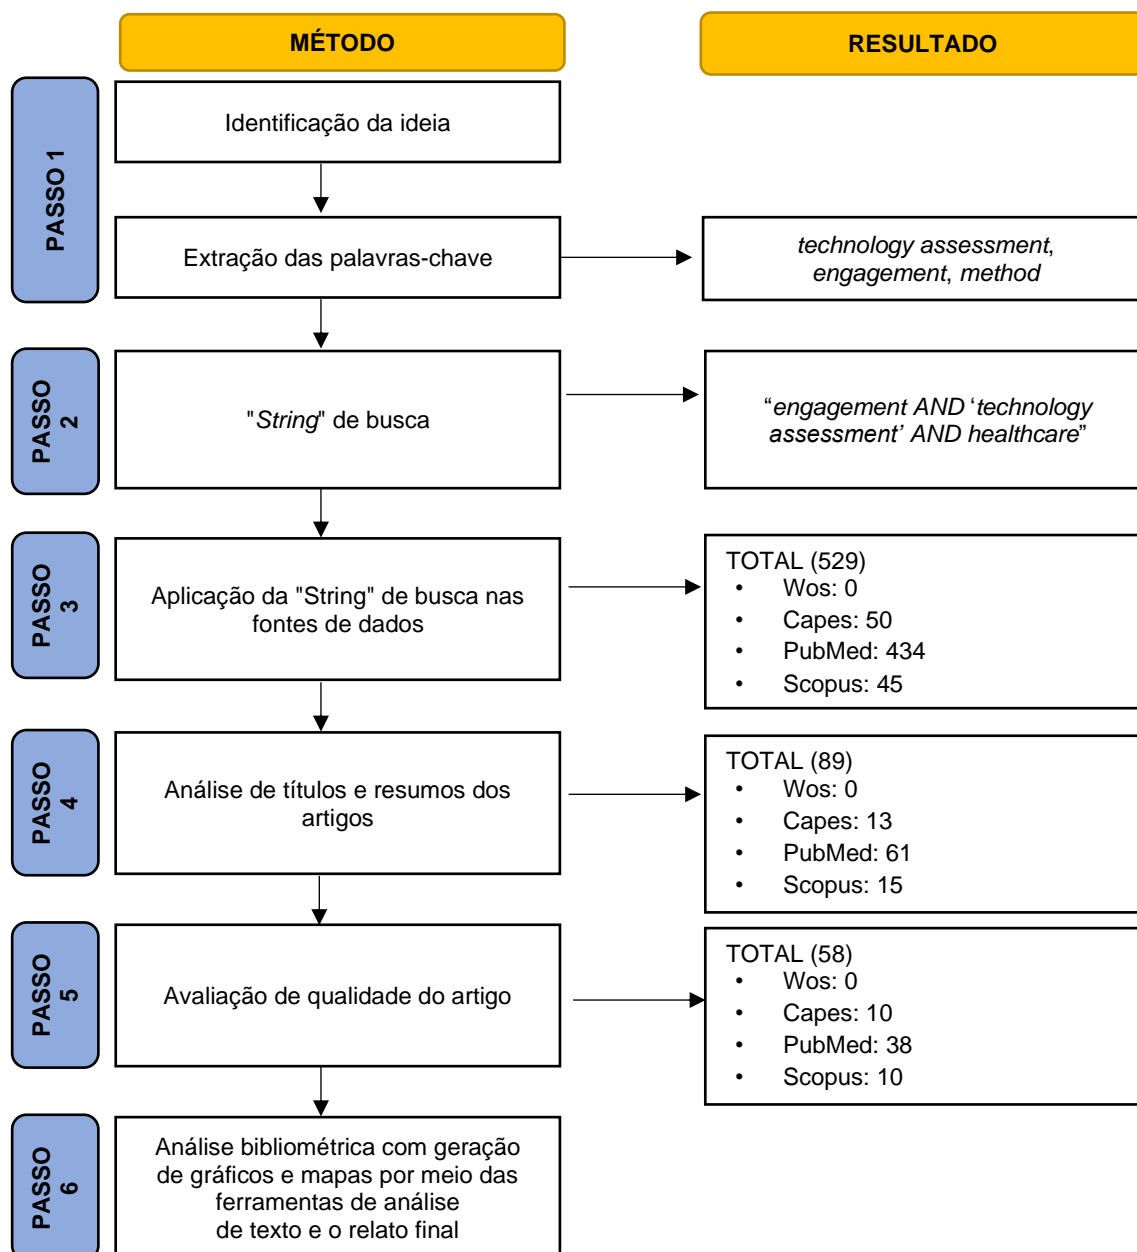 MÉTODO
RESULTADO
PASSO 1
Identificação da ideia
Extração das palavras-chave
technology assessment,
engagement, method
PASSO
2
"String" de busca
“engagement AND ‘technology
assessment’ AND healthcare”
PASSO
3
Aplicação da "String" de busca nas
fontes de dados
TOTAL (529)
• Wos: 0
• Capes: 50
• PubMed: 434
• Scopus: 45
PASSO
4
Análise de títulos e resumos dos
artigos
TOTAL (89)
• Wos: 0
• Capes: 13
• PubMed: 61
• Scopus: 15
PASSO
5
Avaliação de qualidade do artigo
TOTAL (58)
• Wos: 0
• Capes: 10
• PubMed: 38
• Scopus: 10
PASSO
6
Análise bibliométrica com geração
de gráficos e mapas por meio das
ferramentas de análise
de texto e o relato final